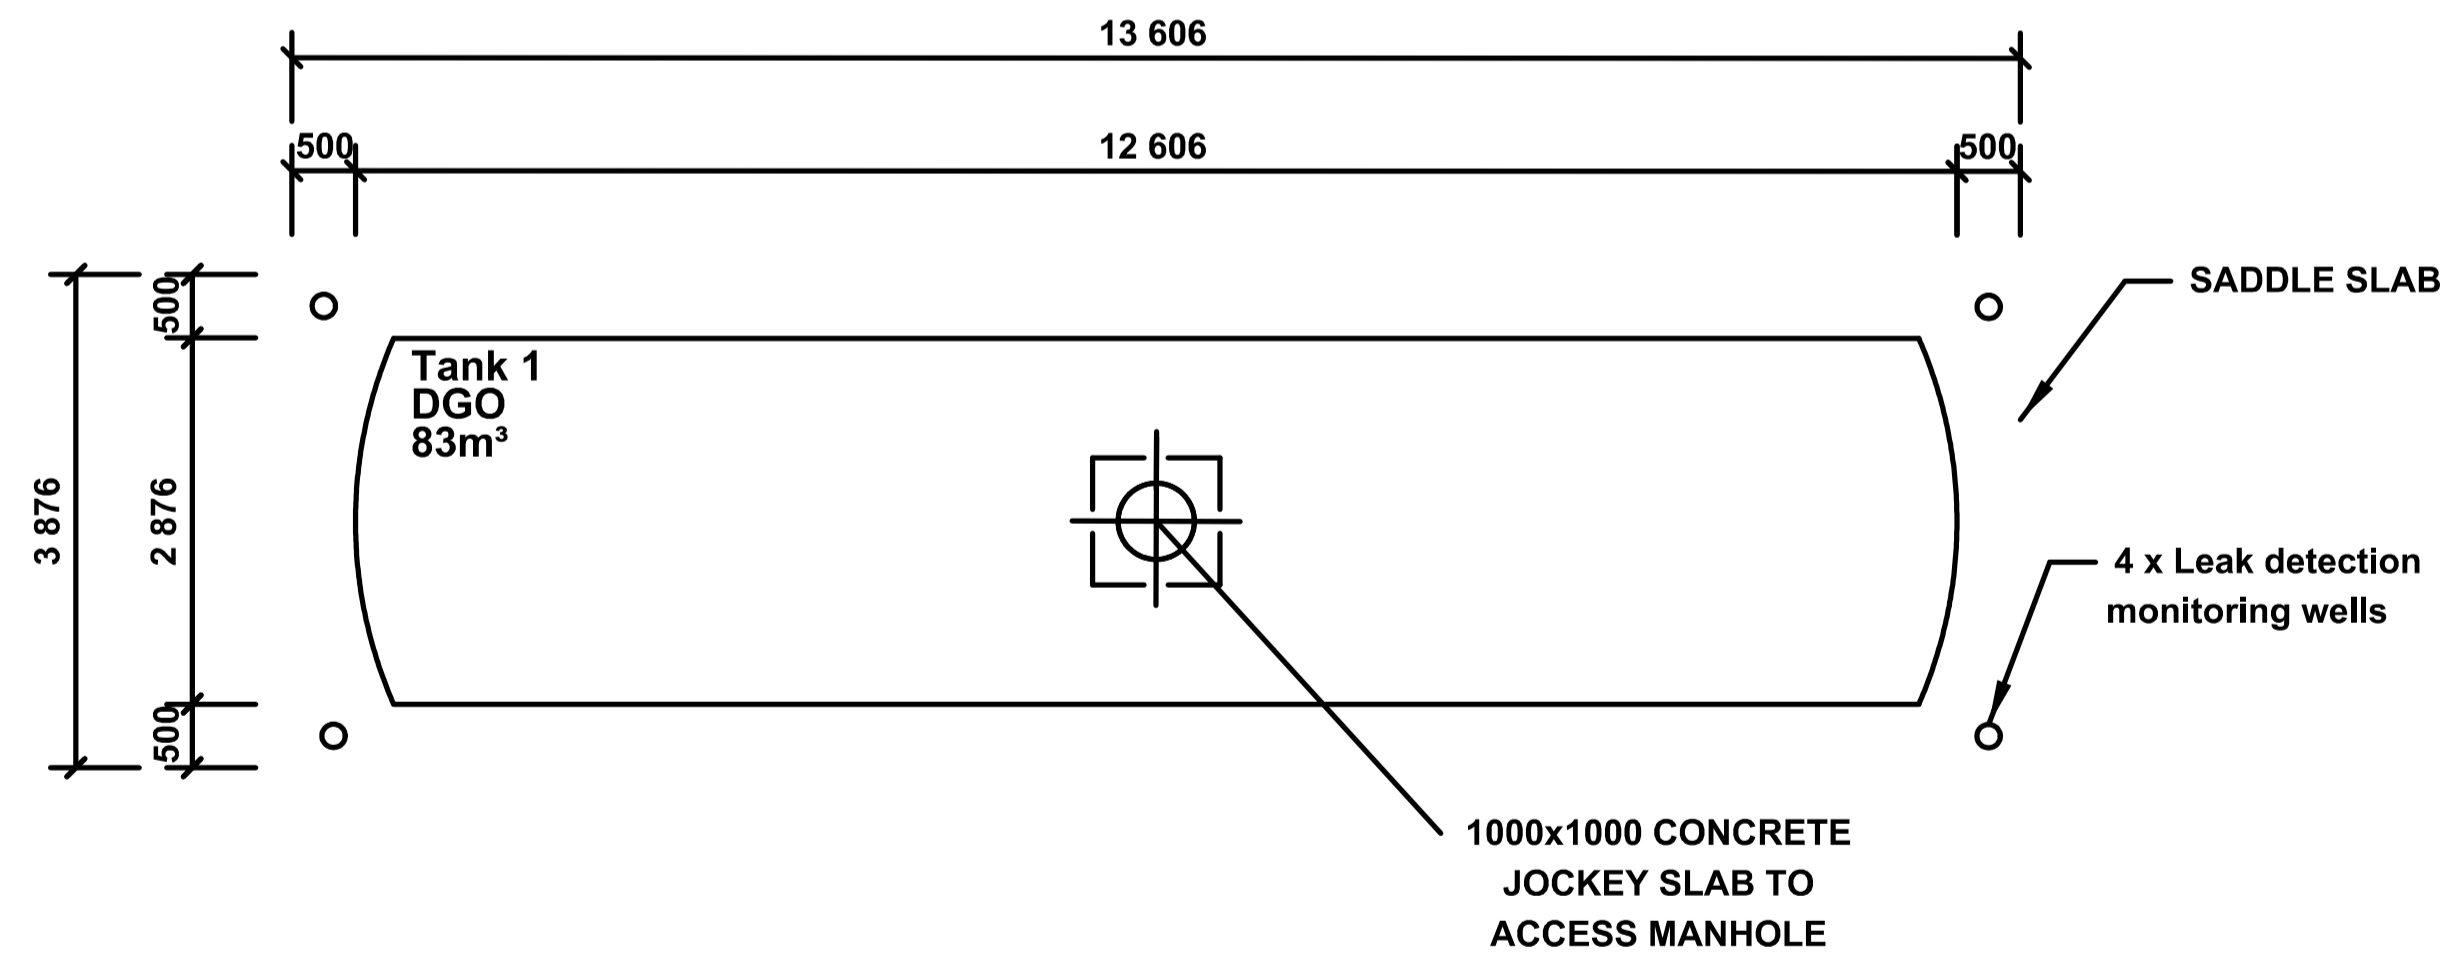 13 606
500
12 606
500
500
SADDLE SLAB
Tank 1
DGO
83m³
3 876
2 876
4 x Leak detection
monitoring wells
500
1000x1000 CONCRETE
JOCKEY SLAB TO
ACCESS MANHOLE